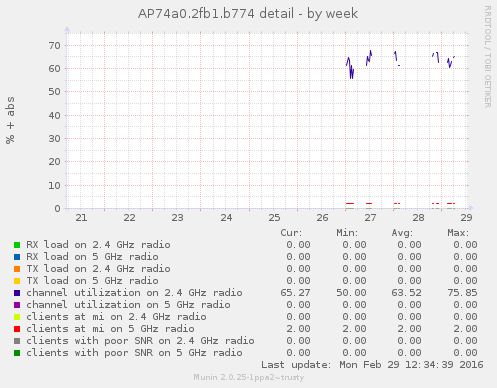 AP74a0.2fb1.b774 detail - by week
RRDTOOL / TOBI OETIKER
% + abs
70
60
50
40
30
20
10
0
21 22 23 24 25 26 27 28 29
Cur: Min: Avg: Max:
RX load on 2.4 GHz radio 0.00 0.00 0.00 0.00
RX load on 5 GHz radio 0.00 0.00 0.00 0.00
TX load on 2.4 GHz radio 0.00 0.00 0.00 0.00
TX load on 5 GHz radio 0.00 0.00 0.00 0.00
channel utilization on 2.4 GHz radio 65.27 50.00 63.52 75.85
channel utilization on 5 GHz radio 0.00 0.00 0.00 0.00
clients at mi on 2.4 GHz radio 0.00 0.00 0.00 0.00
clients at mi on 5 GHz radio 2.00 2.00 2.00 2.00
clients with poor SNR on 2.4 GHz radio 0.00 0.00 0.00 0.00
clients with poor SNR on 5 GHz radio 0.00 0.00 0.00 0.00
Last update: Mon Feb 29 12:34:39 2016
Munin 2.0.25-1ppa2~trusty